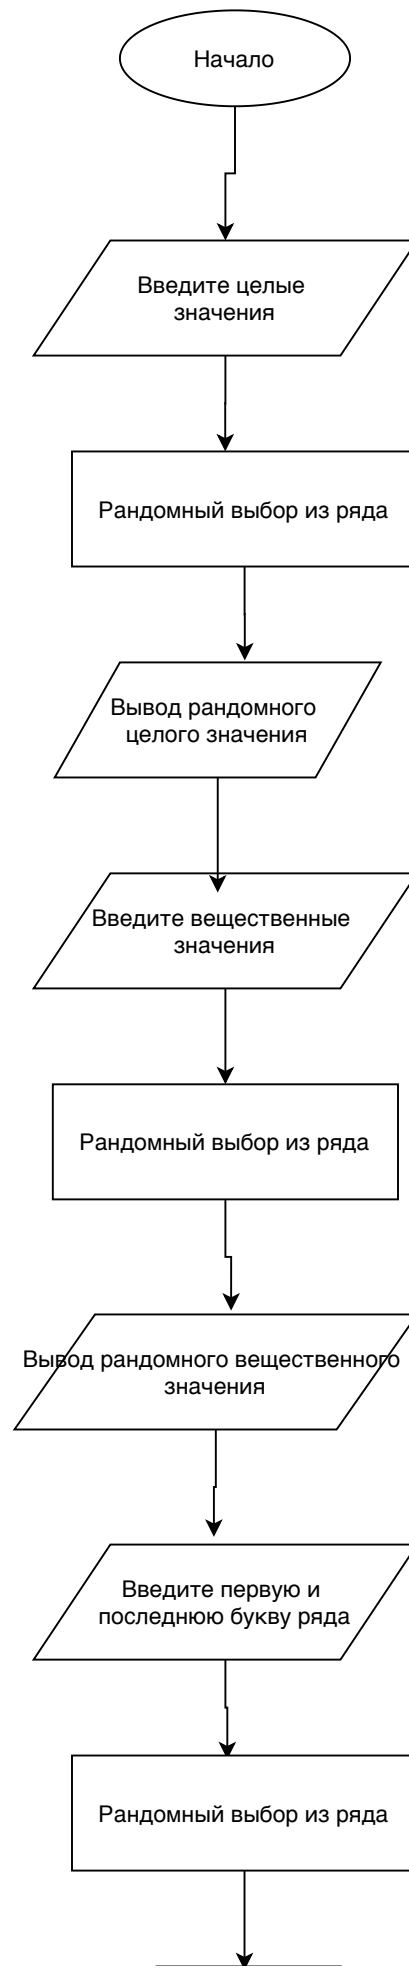 Начало
Введите целые
значения
Рандомный выбор из ряда
Вывод рандомного
целого значения
Введите вещественные
значения
Рандомный выбор из ряда
Вывод рандомного вещественного
значения
Введите первую и
последнюю букву ряда
Рандомный выбор из ряда